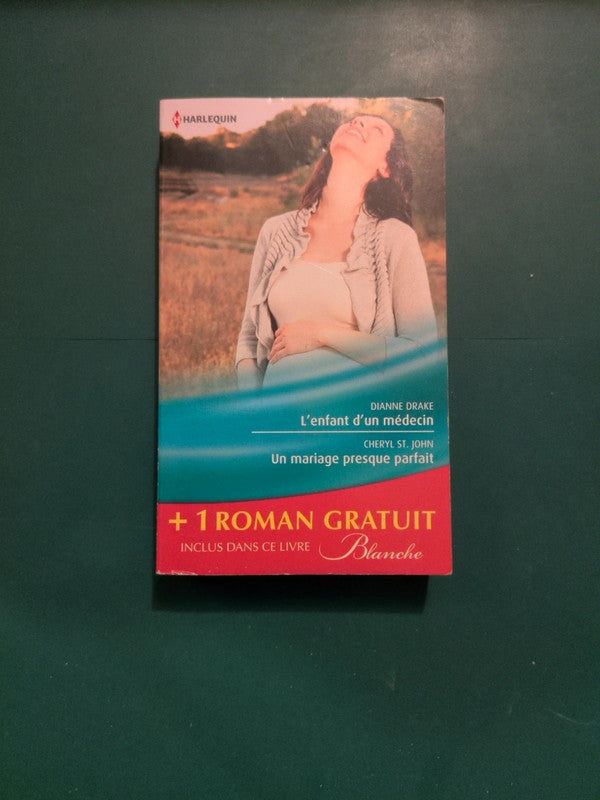 HARLEQUIN
DIANNE DRAKE
L'enfant d'un médecin
CHERYL ST. JOHN
Un mariage presque parfait
+ 1 ROMAN GRATUIT
INCLUS DANS CE LIVRE Blanche